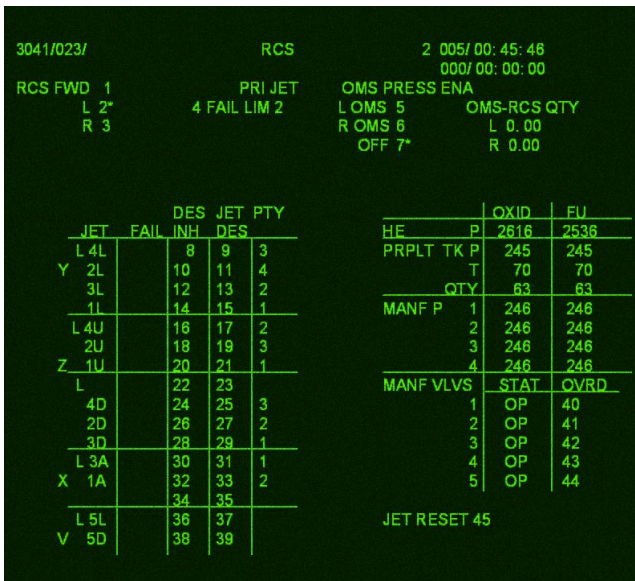 3041/023/ RCS 2 005/ 00: 45: 46
000/ 00: 00: 00
RCS FWD 1 PRI JET OMS PRESS ENA
L 2* 4 FAIL LIM 2 L OMS 5 OMS-RCS QTY
R 3 R OMS 6 L 0. 00
OFF 7* R 0.00
DES JET PTY OXID FU
JET FAIL INH DES HE P 2616 2536
L 4L 8 9 3 PRPLT TK P 245 245
Y 2L 10 11 4 T 70 70
3L 12 13 2 QTY 63 63
1L 14 15 1 MANF P 1 246 246
L 4U 16 17 2 2 246 246
2U 18 19 3 3 246 246
Z 1U 20 21 1 4 246 246
L 22 23 MANF VLVS STAT OVRD
4D 24 25 3 1 OP 40
2D 26 27 2 2 OP 41
3D 28 29 1 3 OP 42
L 3A 30 31 1 4 OP 43
X 1A 32 33 2 5 OP 44
34 35
L 5L 36 37 JET RESET 45
V 5D 38 39